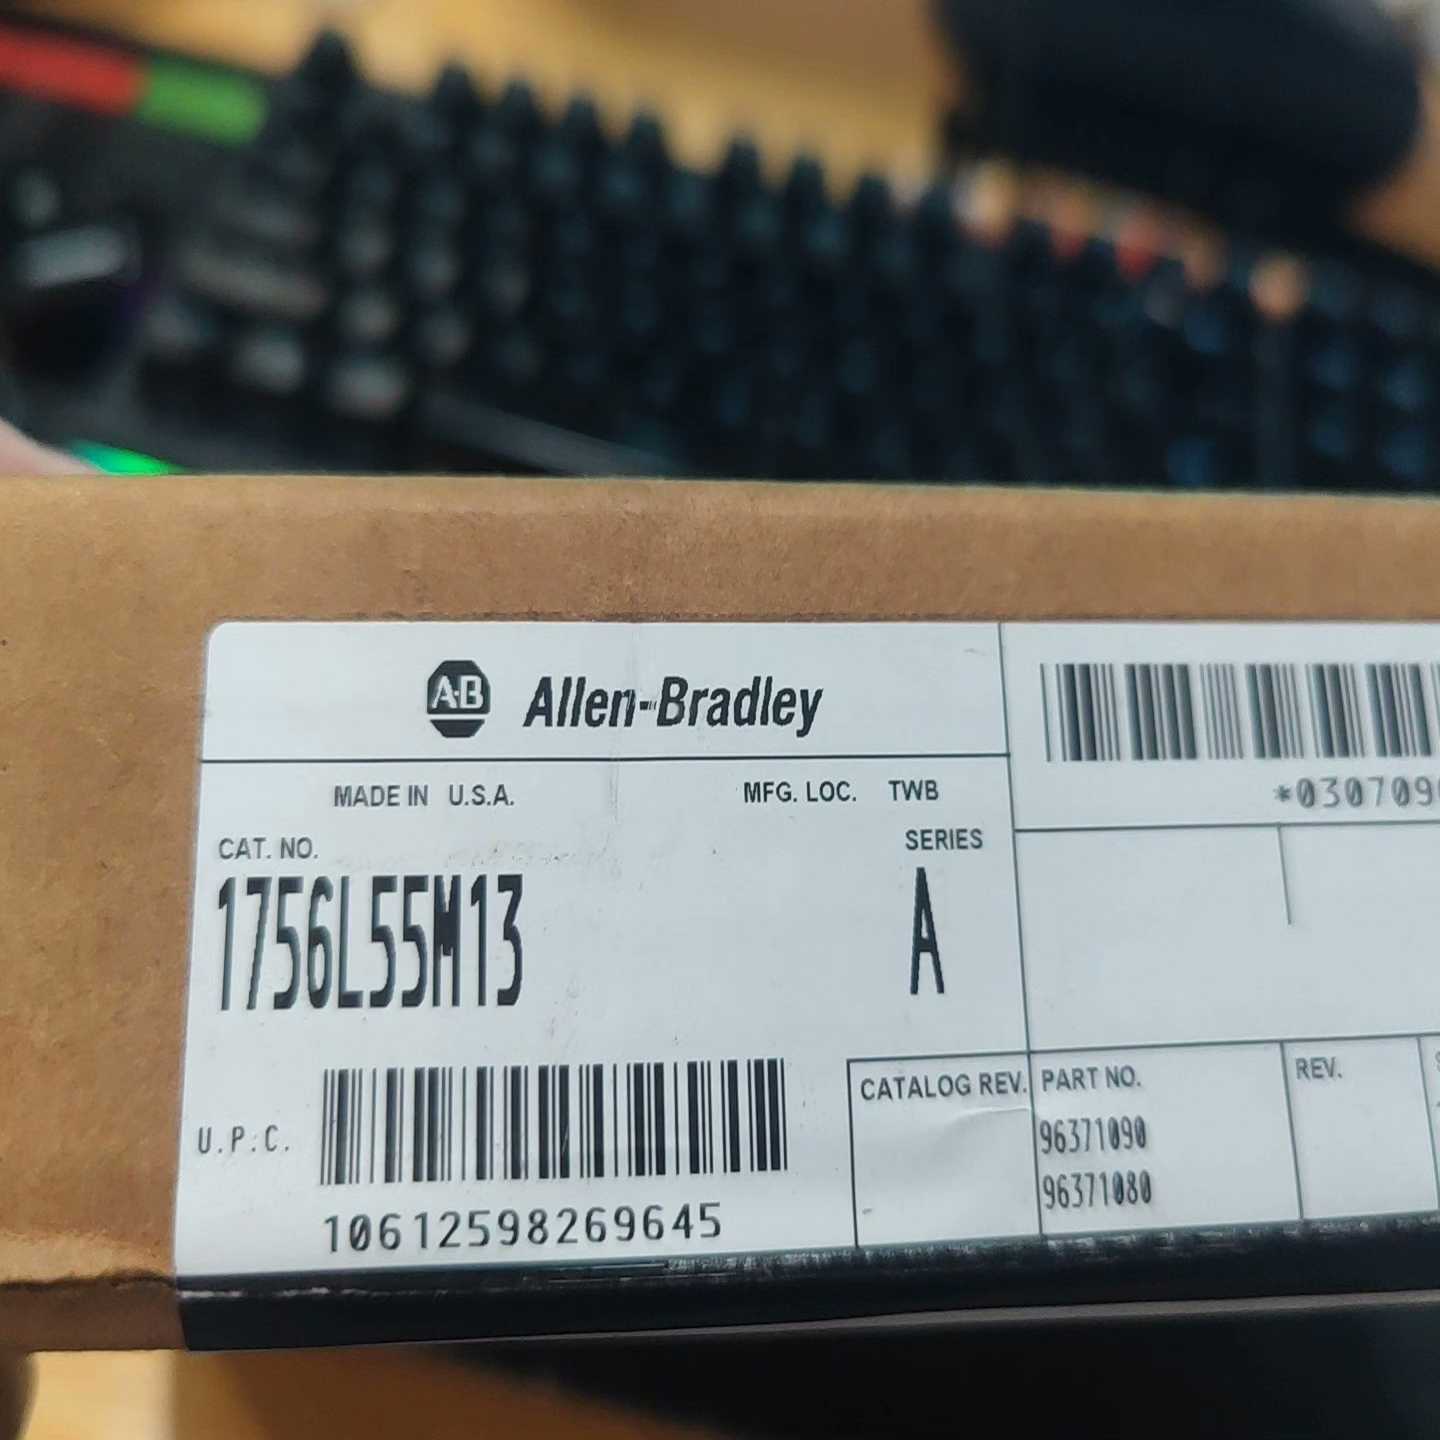 A-B Allen-Bradley
MADE IN U.S.A. MFG. LOC. TWB
*030709
CAT. NO. SERIES
1756L55M13 A
U.P.C.
10612598269645
CATALOG REV. PART NO. REV.
96371090
96371080